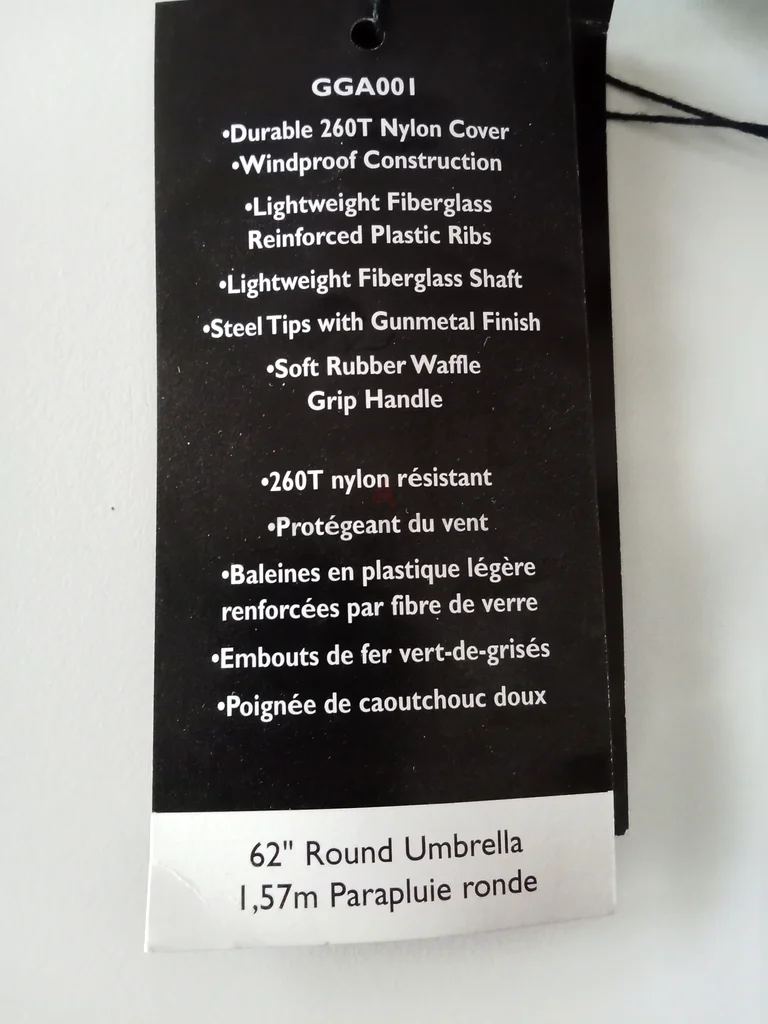 GGA001
•Durable 260T Nylon Cover
•Windproof Construction
•Lightweight Fiberglass
Reinforced Plastic Ribs
•Lightweight Fiberglass Shaft
•Steel Tips with Gunmetal Finish
•Soft Rubber Waffle
Grip Handle
•260T nylon résistant
•Protégeant du vent
•Baleines en plastique légère
renforcées par fibre de verre
•Embouts de fer vert-de-grisés
•Poignée de caoutchouc doux
62" Round Umbrella
1,57m Parapluie ronde